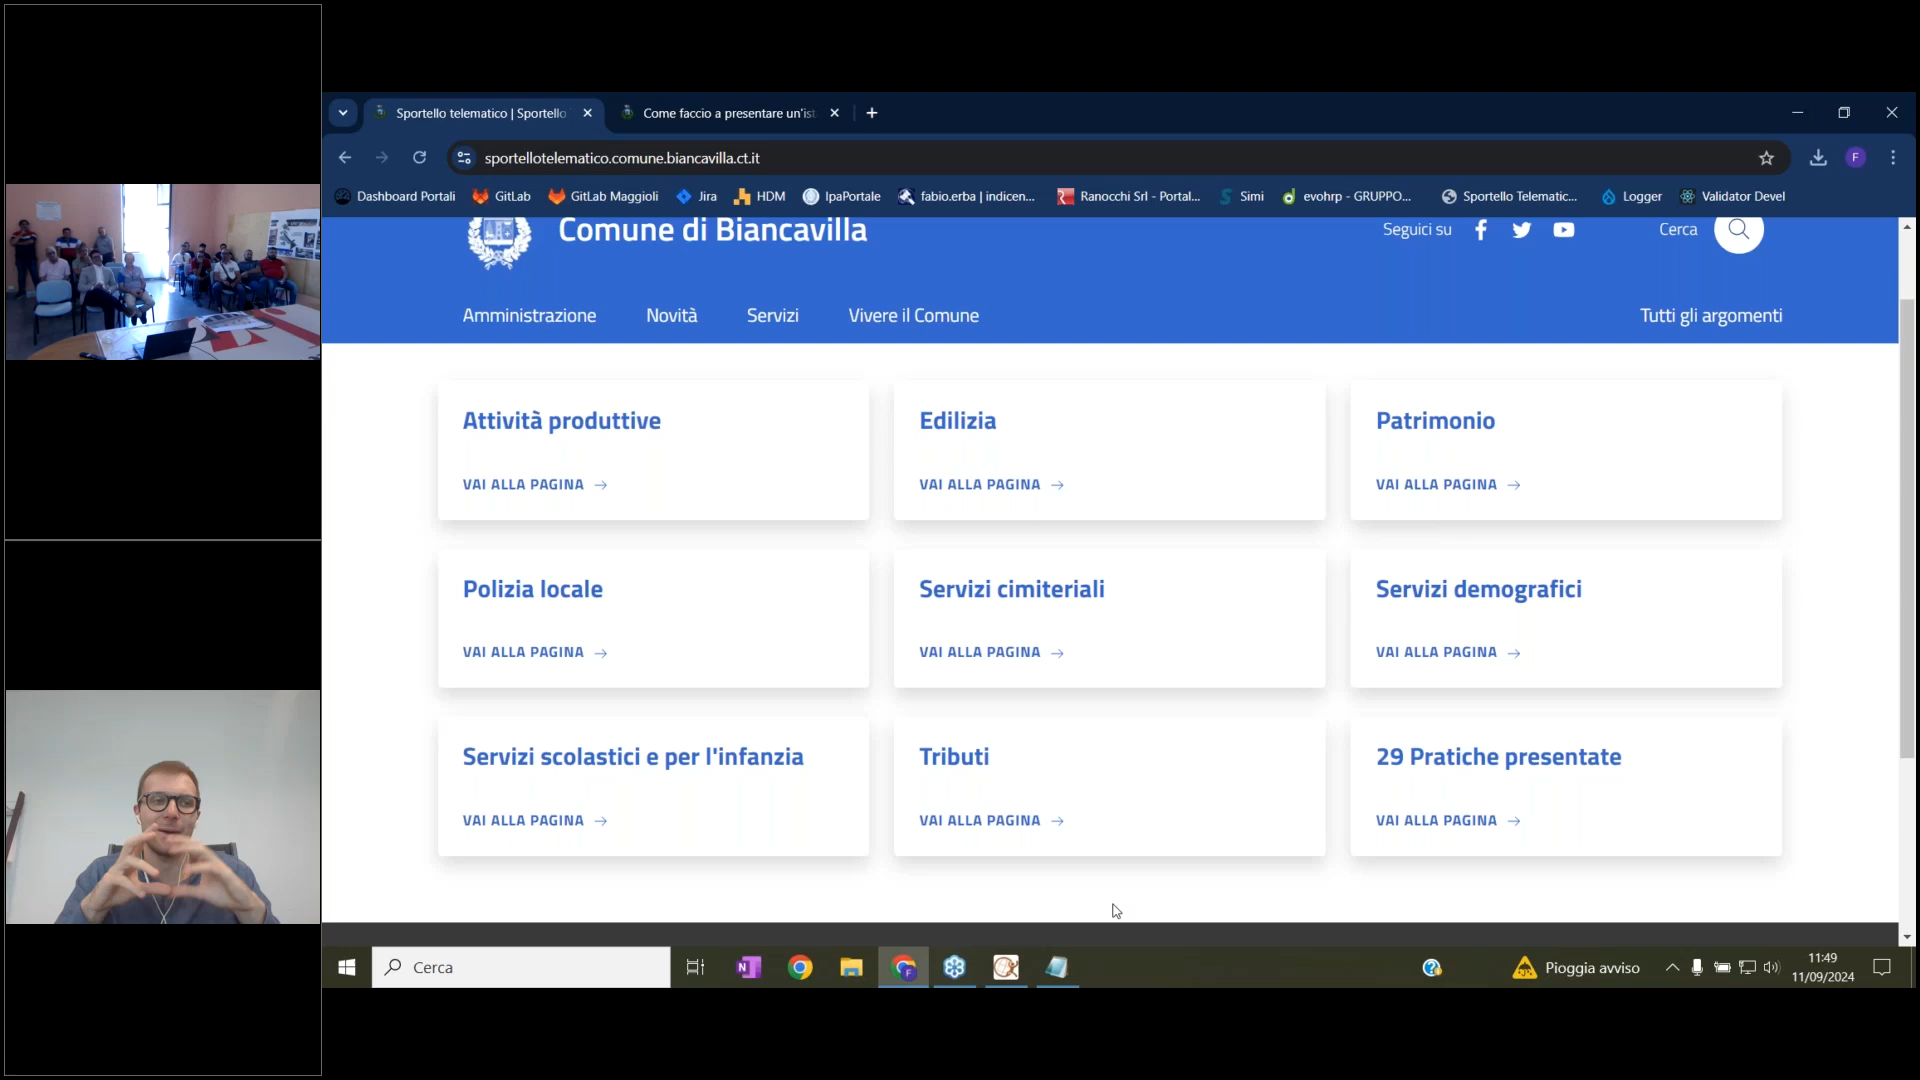 Sportello telematico | Sportello
Come faccio a presentare un'ist
sportellotelematico.comune.biancavilla.ct.it
F
Dashboard Portali
GitLab
GitLab Maggioli
Jira
HDM
IpaPortale
fabio.erba | indicen...
Ranocchi Srl - Portal...
Simi
evohrp - GRUPPO...
Sportello Telematic...
Logger
Validator Devel
Comune di Biancavilla
Seguici su
Cerca
Amministrazione
Novità
Servizi
Vivere il Comune
Tutti gli argomenti
Attività produttive
VAI ALLA PAGINA
Edilizia
VAI ALLA PAGINA
Patrimonio
VAI ALLA PAGINA
Polizia locale
VAI ALLA PAGINA
Servizi cimiteriali
VAI ALLA PAGINA
Servizi demografici
VAI ALLA PAGINA
Servizi scolastici e per l'infanzia
VAI ALLA PAGINA
Tributi
VAI ALLA PAGINA
29 Pratiche presentate
VAI ALLA PAGINA
Cerca
Pioggia avviso
11:49
11/09/2024